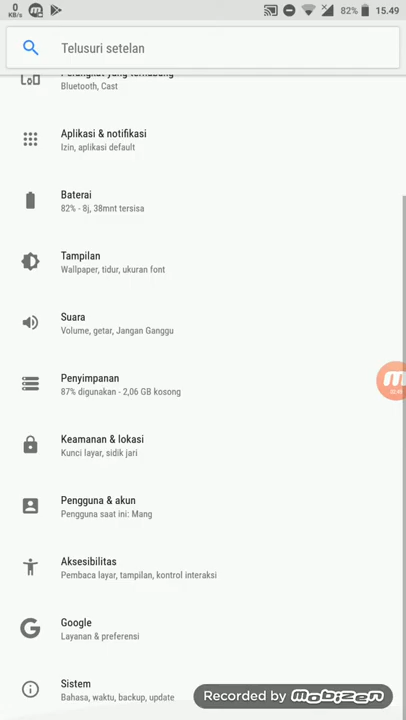 0
KB/s
82%
15.49
Telusuri setelan
Perangkat yang terhubung
Bluetooth, Cast
Aplikasi & notifikasi
Izin, aplikasi default
Baterai
82% - 8j, 38mnt tersisa
Tampilan
Wallpaper, tidur, ukuran font
Suara
Volume, getar, Jangan Ganggu
Penyimpanan
87% digunakan - 2,06 GB kosong
Keamanan & lokasi
Kunci layar, sidik jari
Pengguna & akun
Pengguna saat ini: Mang
Aksesibilitas
Pembaca layar, tampilan, kontrol interaksi
Google
Layanan & preferensi
Sistem
Bahasa, waktu, backup, update
Recorded by mobizen